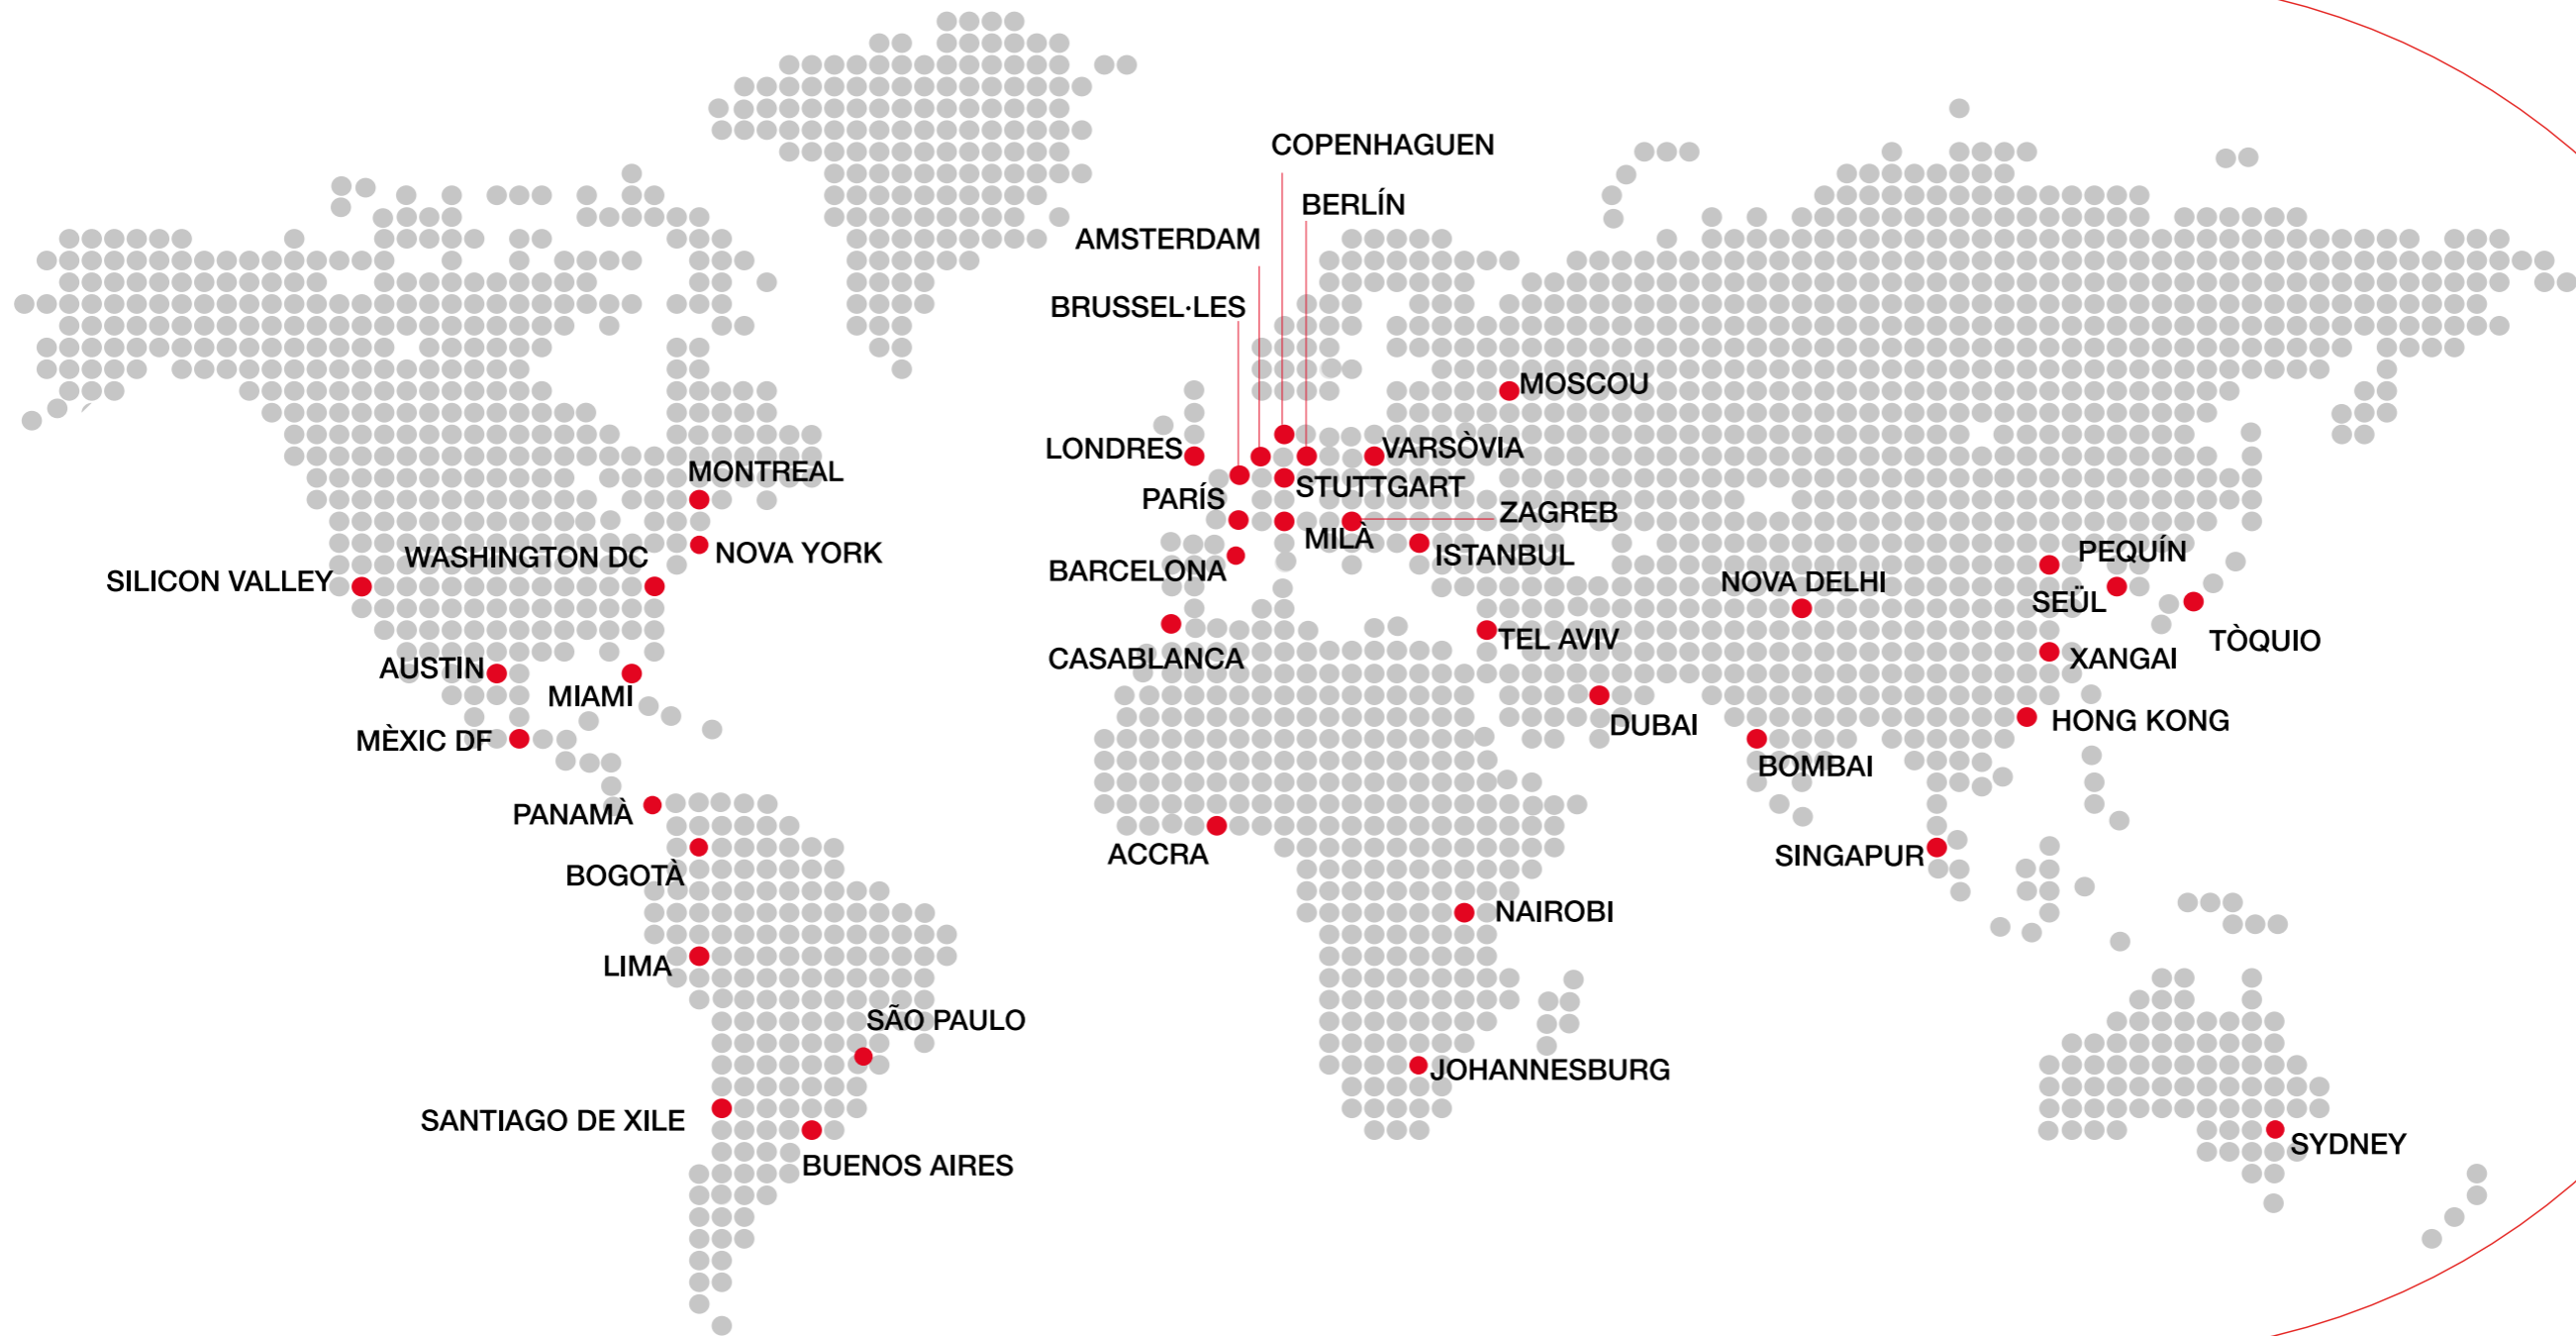 COPENHAGUEN
BERLÍN
AMSTERDAM
BRUSSEL·LES
MOSCOU
LONDRES
VARSÒVIA
MONTREAL
STUTTGART
PARÍS
ZAGREB
MILÀ
NOVA YORK
WASHINGTON DC
ISTANBUL
PEQUÍN
BARCELONA
SILICON VALLEY
NOVA DELHI
SEÜL
TEL AVIV
TÒQUIO
CASABLANCA
XANGAI
AUSTIN
MIAMI
HONG KONG
DUBAI
MÈXIC DF
BOMBAI
PANAMÀ
ACCRA
SINGAPUR
BOGOTÀ
NAIROBI
LIMA
SÃO PAULO
JOHANNESBURG
SANTIAGO DE XILE
SYDNEY
BUENOS AIRES